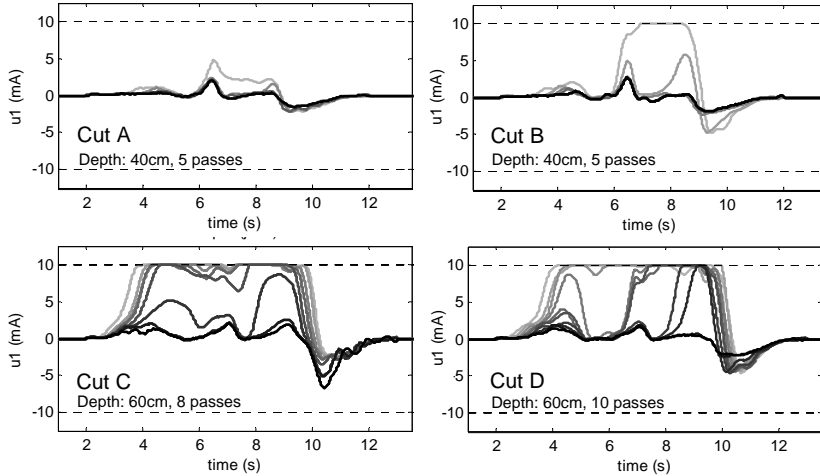 10
5
0
-5
-10
u1 (mA)
Cut A
Depth: 40cm, 5 passes
2 4 6 8 10 12
time (s)
10
5
0
-5
-10
u1 (mA)
Cut B
Depth: 40cm, 5 passes
2 4 6 8 10 12
time (s)
10
5
0
-5
-10
u1 (mA)
Cut C
Depth: 60cm, 8 passes
2 4 6 8 10 12
time (s)
10
5
0
-5
-10
u1 (mA)
Cut D
Depth: 60cm, 10 passes
2 4 6 8 10 12
time (s)